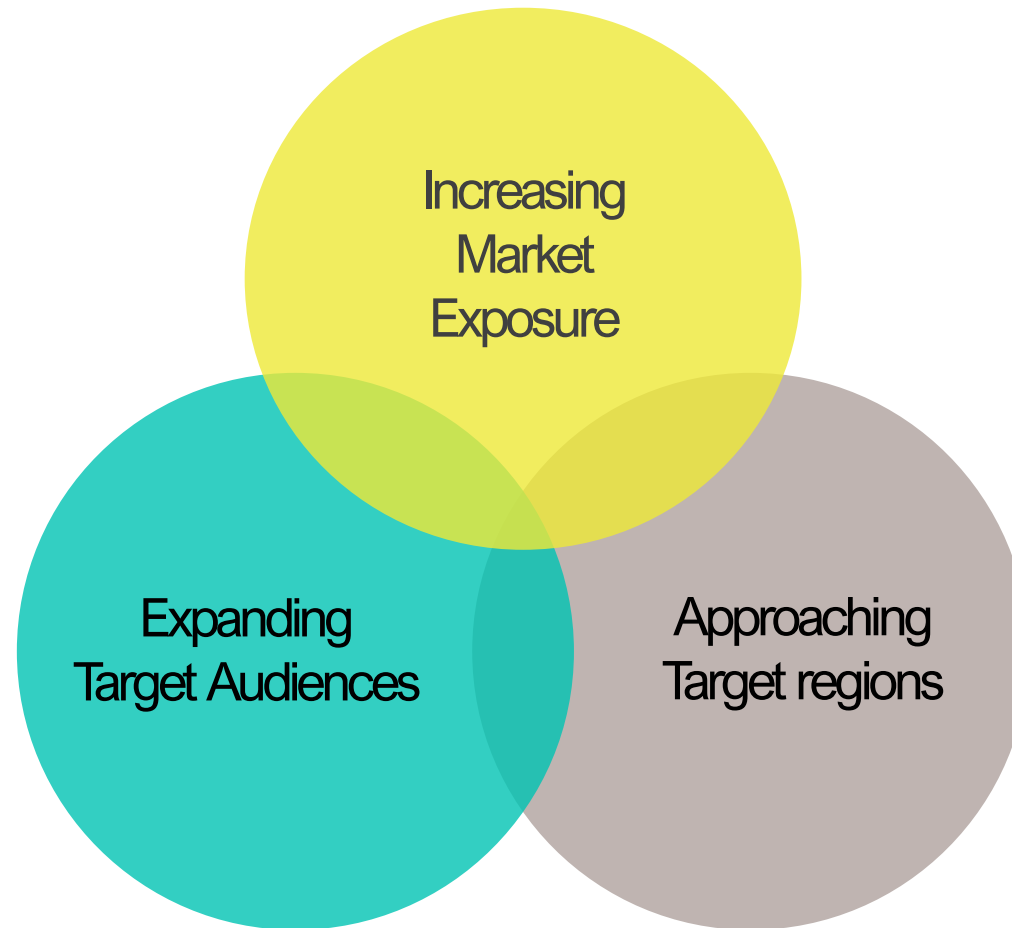 Increasing
Market
Exposure
Expanding
Target Audiences
Approaching
Target regions